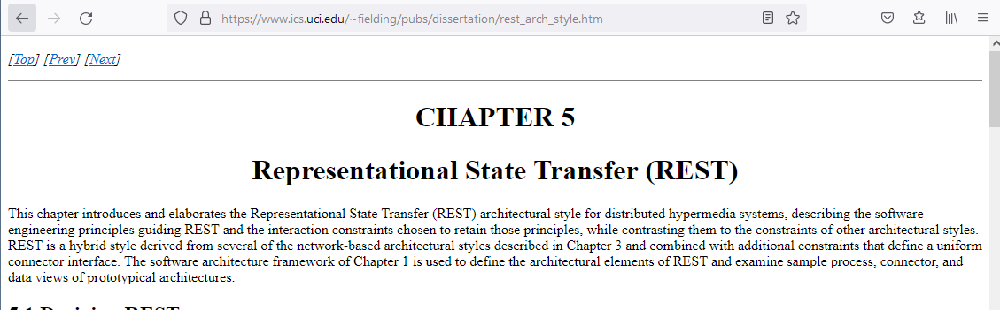 https://www.ics.uci.edu/~fielding/pubs/dissertation/rest_arch_style.htm
[Top] [Prev] [Next]
CHAPTER 5
Representational State Transfer (REST)
This chapter introduces and elaborates the Representational State Transfer (REST) architectural style for distributed hypermedia systems, describing the software
engineering principles guiding REST and the interaction constraints chosen to retain those principles, while contrasting them to the constraints of other architectural styles.
REST is a hybrid style derived from several of the network-based architectural styles described in Chapter 3 and combined with additional constraints that define a uniform
connector interface. The software architecture framework of Chapter 1 is used to define the architectural elements of REST and examine sample process, connector, and
data views of prototypical architectures.